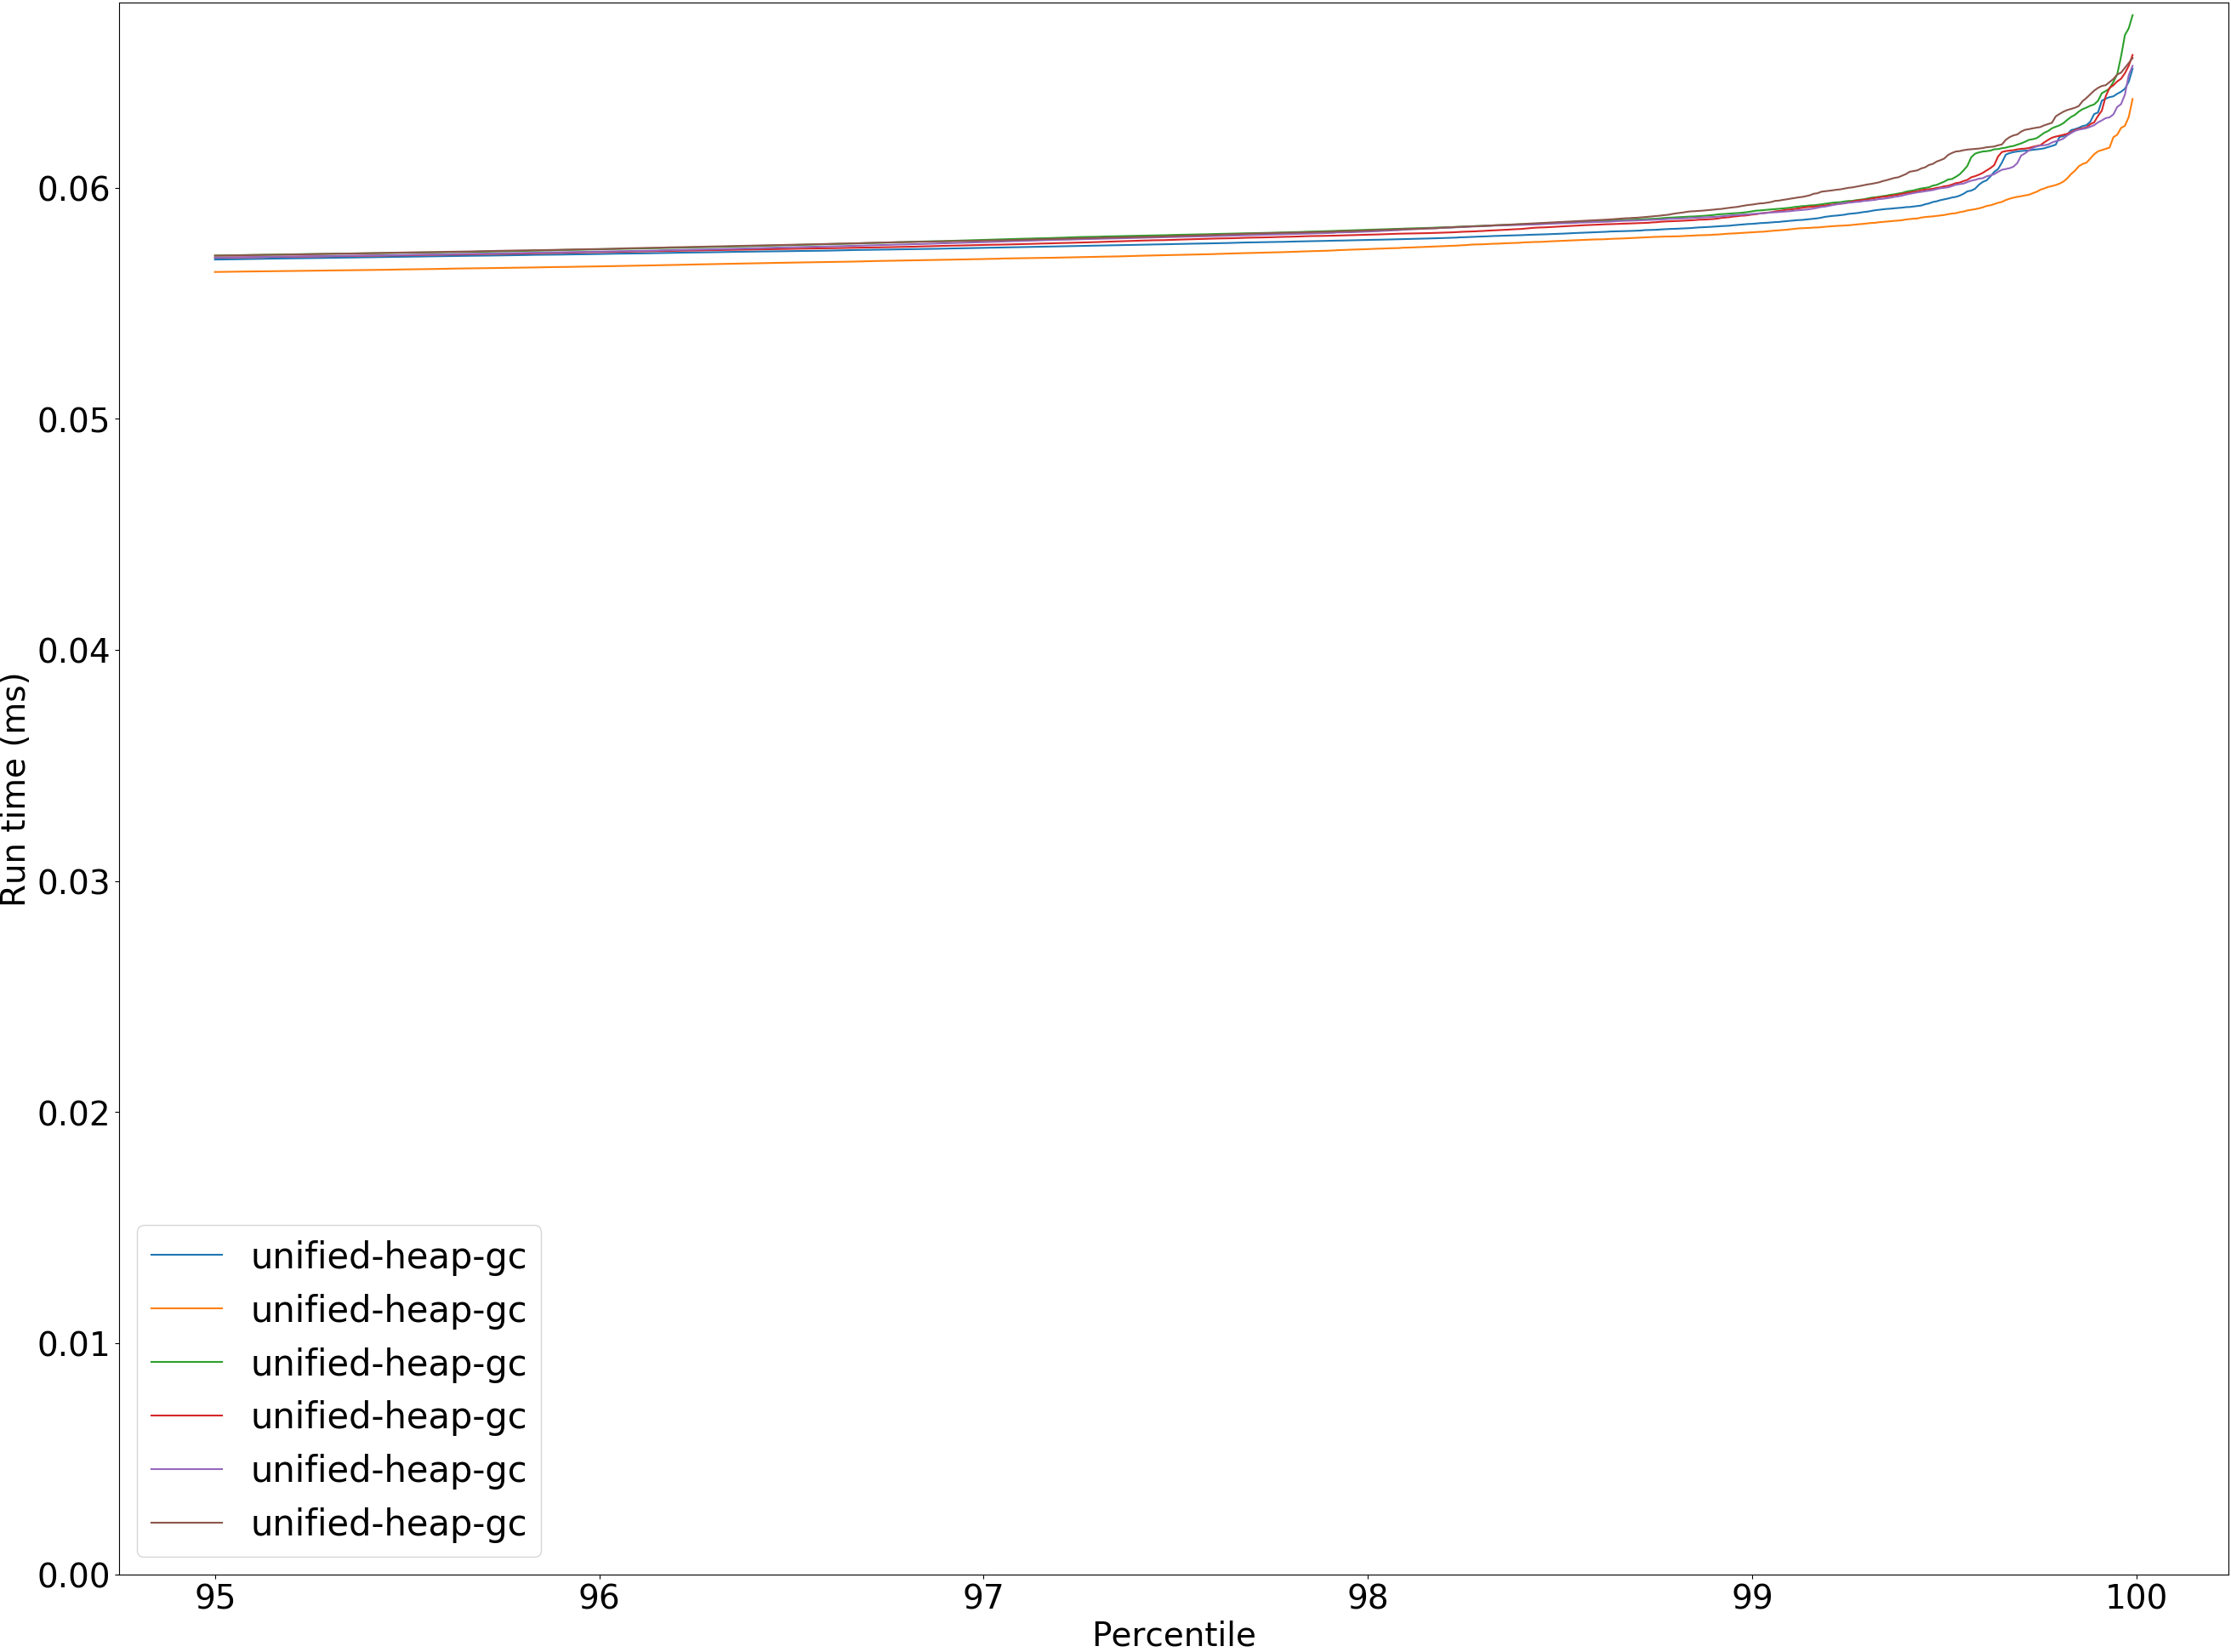 0.06
0.05
0.04
0.03
0.02
0.01
0.00
Run time (ms)
unified-heap-gc
unified-heap-gc
unified-heap-gc
unified-heap-gc
unified-heap-gc
unified-heap-gc
95 96 97 98 99 100
Percentile